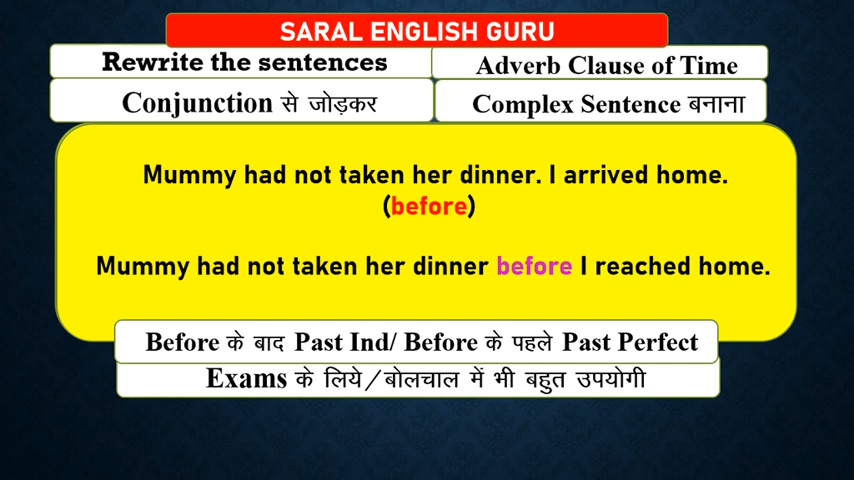 SARAL ENGLISH GURU
Rewrite the sentences
Adverb Clause of Time
Conjunction से जोड़कर
Complex Sentence बनाना
Mummy had not taken her dinner. I arrived home.
(before)
Mummy had not taken her dinner before I reached home.
Before के बाद Past Ind/ Before के पहले Past Perfect
Exams के लिये/बोलचाल में भी बहुत उपयोगी